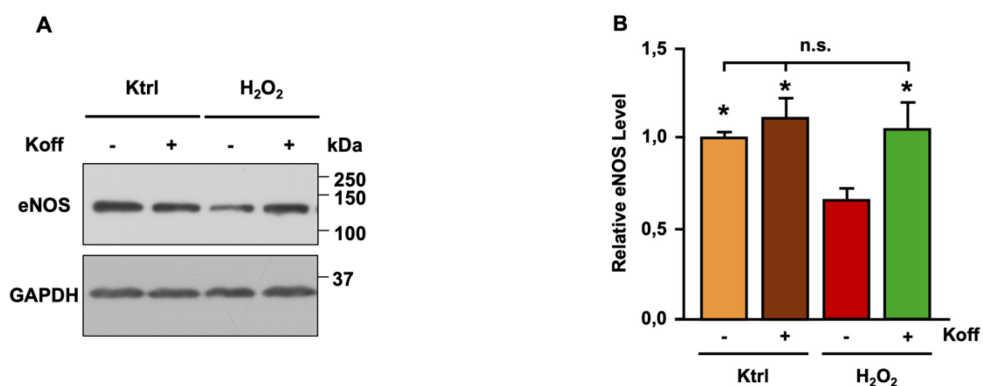 A
Ktrl H₂O₂
Koff - + - + kDa
eNOS
250
150
100
GAPDH
37
B
Relative eNOS Level
1,5
1,0
0,5
0,0
n.s.
* * *
- + - + Koff
Ktrl H₂O₂